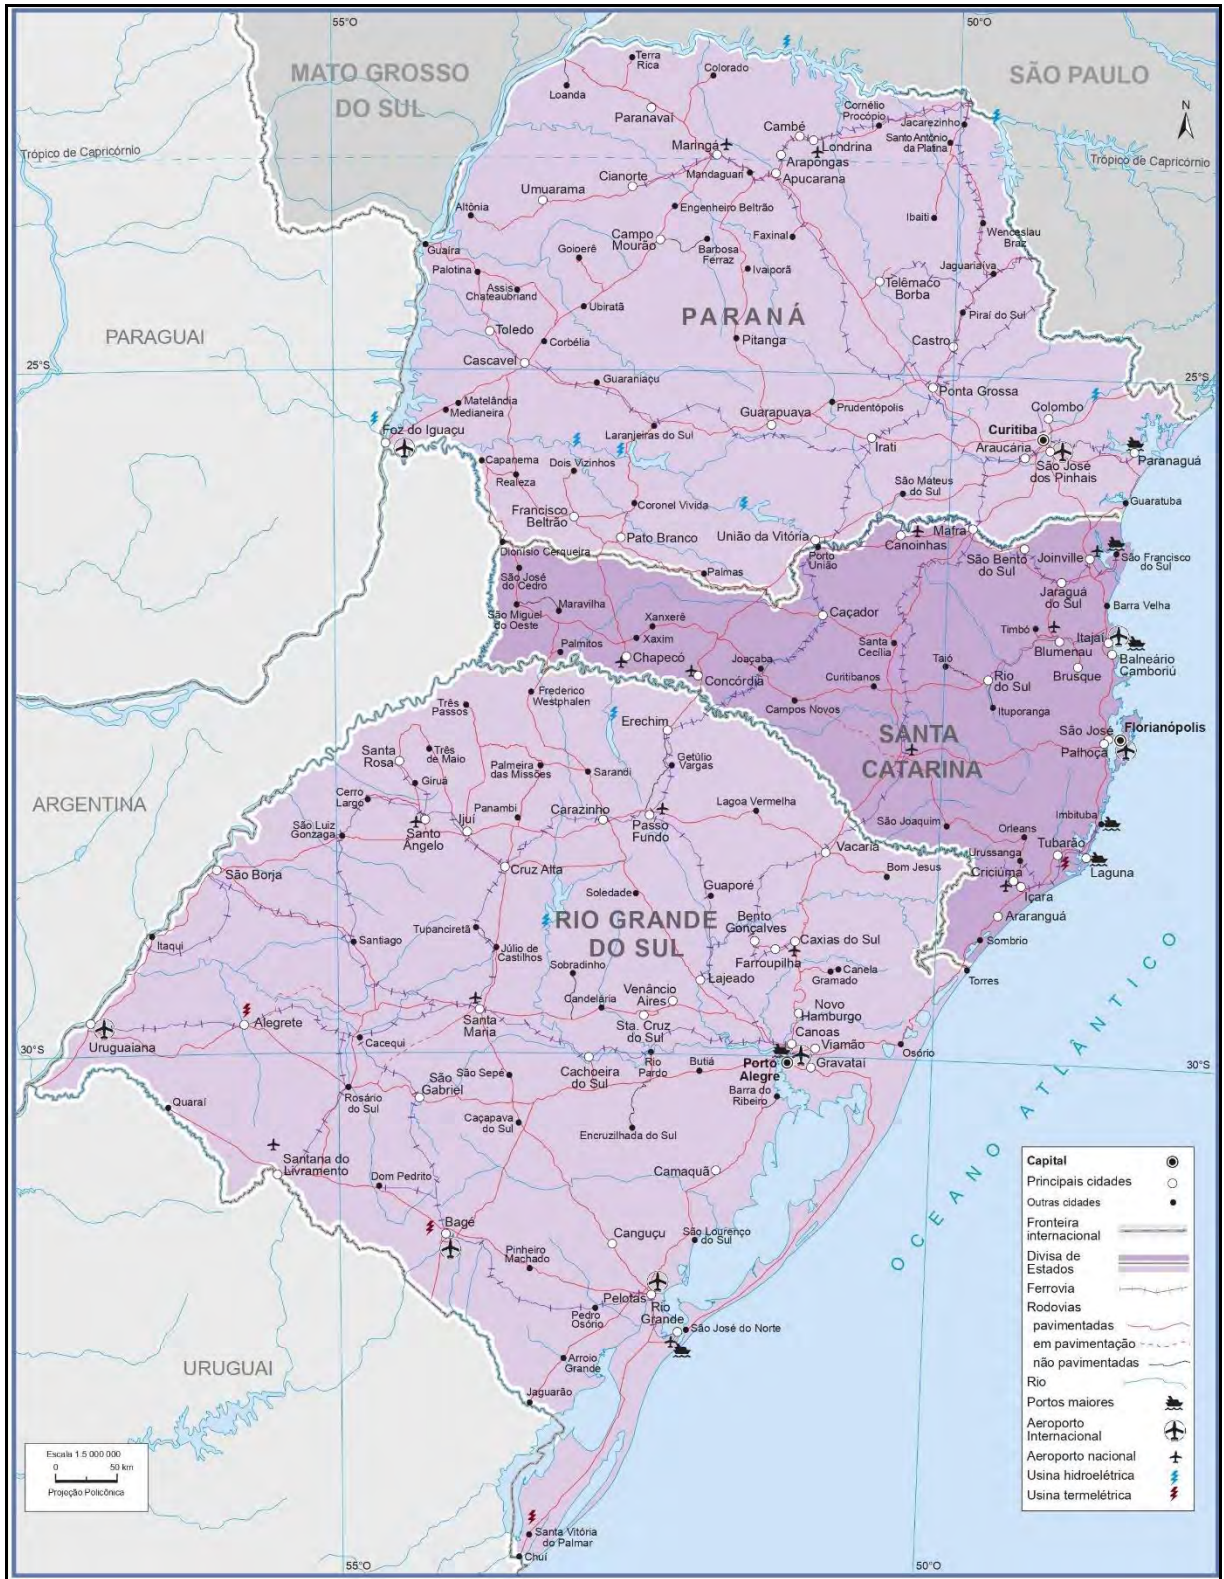 55°O
50°O
MATO GROSSO
DO SUL
SÃO PAULO
N
Terra
Rica
Colorado
Loanda
Paranavaí
Cornélio
Procópio
Jacarezinho
Cambé
Londrina
Santo Antônio
da Platina
Trópico de Capricórnio
Trópico de Capricórnio
Maringá
Arapongas
Mandaguari
Apucarana
Cianorte
Umuarama
Altônia
Engenheiro Beltrão
Ibaiti
Wenceslau
Braz
Campo
Mourão
Barbosa
Ferraz
Faxinal
Guaíra
Goioerê
Palotina
Ivaiporã
Jaguariaíva
Assis
Chateaubriand
Telêmaco
Borba
Ubiratã
PARANÁ
Piraí do Sul
PARAGUAI
Toledo
Corbélia
Pitanga
Castro
Cascavel
25°S
25°S
Guaraniaçu
Ponta Grossa
Matelândia
Medianeira
Guarapuava
Prudentópolis
Colombo
Foz do Iguaçu
Laranjeiras do Sul
Curitiba
Irati
Araucária
São José
dos Pinhais
Paranaguá
Capanema
Dois Vizinhos
Realeza
São Mateus
do Sul
Coronel Vivida
Guaratuba
Francisco
Beltrão
Pato Branco
União da Vitória
Mafra
Canoinhas
Dionísio Cerqueira
Porto
União
São Bento
do Sul
Joinville
São Francisco
do Sul
São José
do Cedro
Palmas
Jaraguá
do Sul
Maravilha
São Miguel
do Oeste
Xanxerê
Caçador
Barra Velha
Xaxim
Timbó
Itajaí
Palmitos
Chapecó
Santa
Cecília
Blumenau
Balneário
Camboriú
Joaçaba
Taió
Concórdia
Curitibanos
Rio
do Sul
Brusque
Frederico
Westphalen
Campos Novos
Ituporanga
Três
Passos
Erechim
SANTA
CATARINA
São José
Florianópolis
Palhoça
Santa
Rosa
Três
de Maio
Getúlio
Vargas
Palmeira
das Missões
Sarandi
Giruá
ARGENTINA
Cerro
Largo
Panambi
Carazinho
Lagoa Vermelha
Imbituba
São Luiz
Gonzaga
Santo
Ângelo
Ijuí
Passo
Fundo
São Joaquim
Orleans
Tubarão
Vacaria
Urussanga
Laguna
São Borja
Cruz Alta
Bom Jesus
Criciúma
Içara
Soledade
Guaporé
RIO GRANDE
DO SUL
Bento
Gonçalves
Araranguá
Tupanciretã
Itaqui
Santiago
Júlio de
Castilhos
Caxias do Sul
Farroupilha
Sombrio
Sobradinho
Canela
Gramado
Torres
Lajeado
Venâncio
Aires
Candelária
Novo
Hamburgo
Alegrete
Santa
Maria
Sta. Cruz
do Sul
Canoas
Viamão
Uruguaiana
Cacequi
Osório
30°S
30°S
Cachoeira
do Sul
Rio
Pardo
Butiá
Porto
Alegre
Gravataí
São
Gabriel
São Sepé
Rosário
do Sul
Barra do
Ribeiro
Quaraí
Caçapava
do Sul
Encruzilhada do Sul
Santana do
Livramento
Dom Pedrito
Camaquã
Bagé
Canguçu
São Lourenço
do Sul
Pinheiro
Machado
Pelotas
Rio
Grande
Pedro
Osório
São José do Norte
URUGUAI
Arroio
Grande
Jaguarão
Santa Vitória
do Palmar
Chuí
OCEANO ATLÂNTICO
Capital
Principais cidades
Outras cidades
Fronteira
internacional
Divisa de
Estados
Ferrovia
Rodovias
pavimentadas
em pavimentação
não pavimentadas
Rio
Portos maiores
Aeroporto
Internacional
Aeroporto nacional
Usina hidroelétrica
Usina termelétrica
Escala 1:5 000 000
0 50 km
Projeção Policônica
55°O
50°O